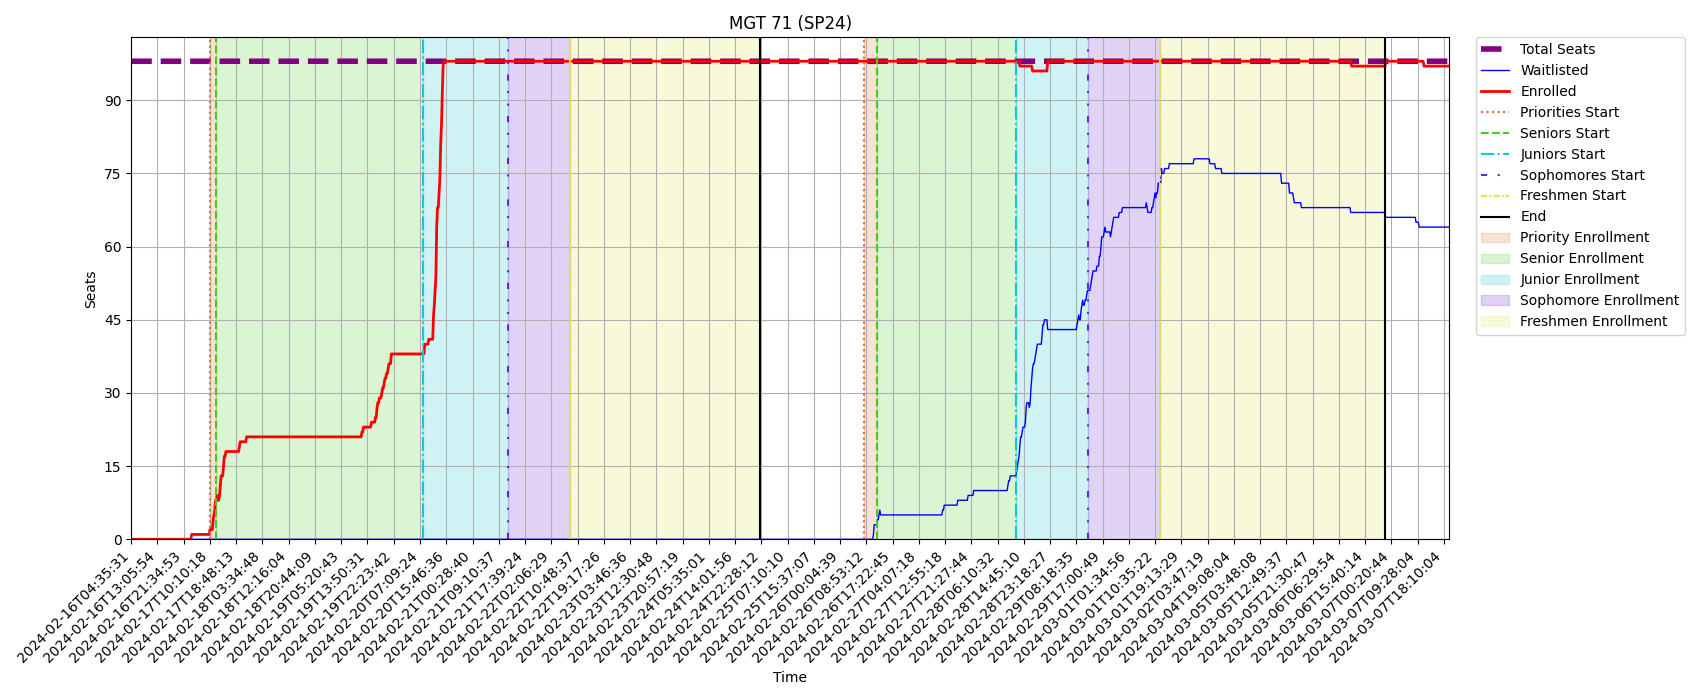 MGT 71 (SP24)
Total Seats
Waitlisted
Enrolled
Priorities Start
Seniors Start
Juniors Start
Sophomores Start
Freshmen Start
End
Priority Enrollment
Senior Enrollment
Junior Enrollment
Sophomore Enrollment
Freshmen Enrollment
Seats
90
75
60
45
30
15
0
2024-02-16T04:35:31
2024-02-16T13:05:54
2024-02-16T21:34:53
2024-02-17T10:10:18
2024-02-17T18:48:13
2024-02-18T03:34:48
2024-02-18T12:16:04
2024-02-18T20:44:09
2024-02-19T05:20:43
2024-02-19T13:50:31
2024-02-19T22:23:42
2024-02-20T07:09:24
2024-02-20T15:46:36
2024-02-21T00:28:40
2024-02-21T09:10:37
2024-02-21T17:39:24
2024-02-22T02:06:29
2024-02-22T10:48:37
2024-02-22T19:17:26
2024-02-23T03:46:36
2024-02-23T12:30:48
2024-02-23T20:57:19
2024-02-24T05:35:01
2024-02-24T14:01:56
2024-02-24T22:28:12
2024-02-25T07:10:10
2024-02-25T15:37:07
2024-02-26T00:04:39
2024-02-26T08:53:12
2024-02-26T17:22:45
2024-02-27T04:07:18
2024-02-27T12:55:18
2024-02-27T21:27:44
2024-02-28T06:10:32
2024-02-28T14:45:10
2024-02-28T23:18:27
2024-02-29T08:18:35
2024-02-29T17:00:49
2024-03-01T01:34:56
2024-03-01T10:35:22
2024-03-01T19:13:29
2024-03-02T03:47:19
2024-03-04T19:08:04
2024-03-05T03:48:08
2024-03-05T12:49:37
2024-03-05T21:30:47
2024-03-06T06:29:54
2024-03-06T15:40:14
2024-03-07T00:20:44
2024-03-07T09:28:04
2024-03-07T18:10:04
Time